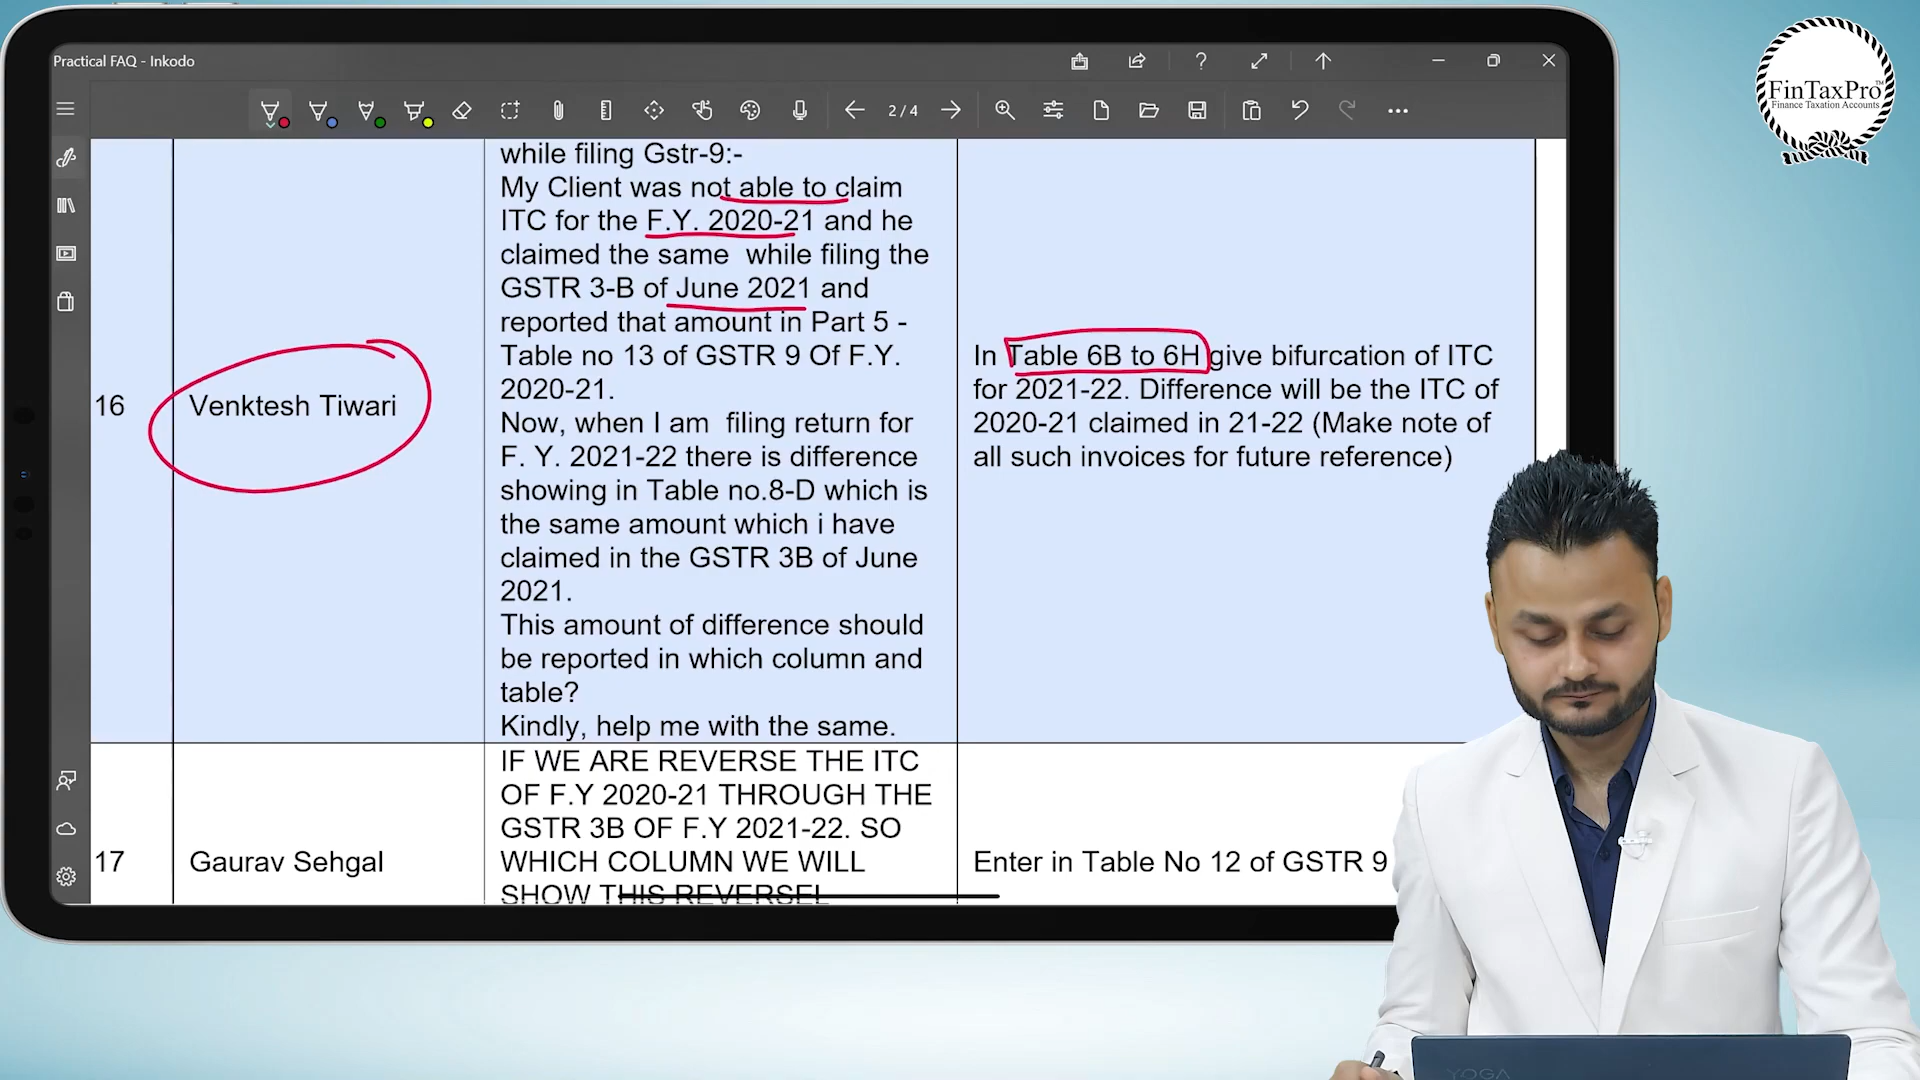 Practical FAQ - Inkodo
2/4
FinTaxPro™
Finance Taxation Accounts
while filing Gstr-9:-
My Client was not able to claim
ITC for the F.Y. 2020-21 and he
claimed the same while filing the
GSTR 3-B of June 2021 and
reported that amount in Part 5 -
Table no 13 of GSTR 9 Of F.Y.
2020-21.
Now, when I am filing return for
F. Y. 2021-22 there is difference
showing in Table no.8-D which is
the same amount which i have
claimed in the GSTR 3B of June
2021.
This amount of difference should
be reported in which column and
table?
Kindly, help me with the same.
16
Venktesh Tiwari
In Table 6B to 6H give bifurcation of ITC
for 2021-22. Difference will be the ITC of
2020-21 claimed in 21-22 (Make note of
all such invoices for future reference)
17
Gaurav Sehgal
IF WE ARE REVERSE THE ITC
OF F.Y 2020-21 THROUGH THE
GSTR 3B OF F.Y 2021-22. SO
WHICH COLUMN WE WILL
SHOW THIS REVERSEL
Enter in Table No 12 of GSTR 9
YOGA